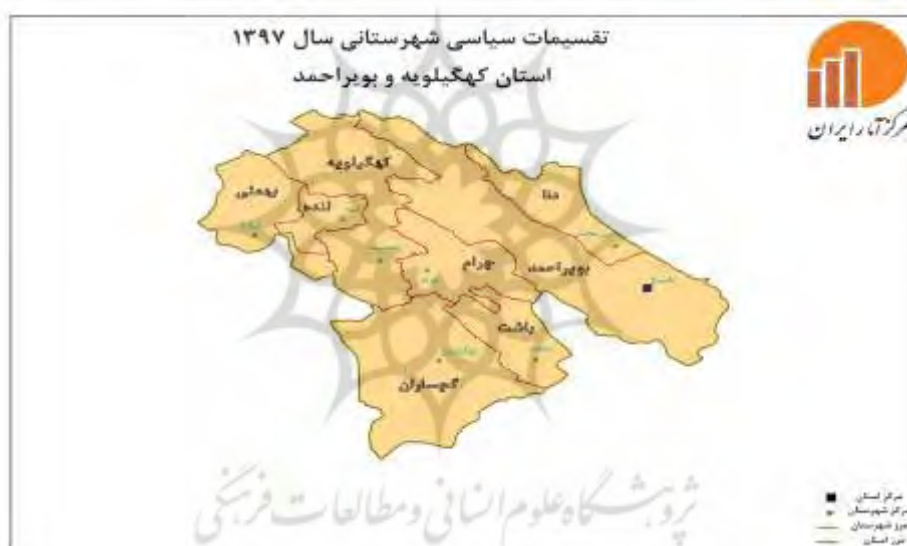 تقسیمات سیاسی شهرستانی سال ۱۳۹۷
استان کهگیلویه و بویراحمد
مرکز آمار ایران
کهگیلویه
بهمئی
لنده
دنا
بویراحمد
چرام
باشت
گچساران
پژوهشگاه علوم انسانی و مطالعات فرهنگی
مرکز استان
مرکز شهرستان
مرز شهرستان
مرز استان